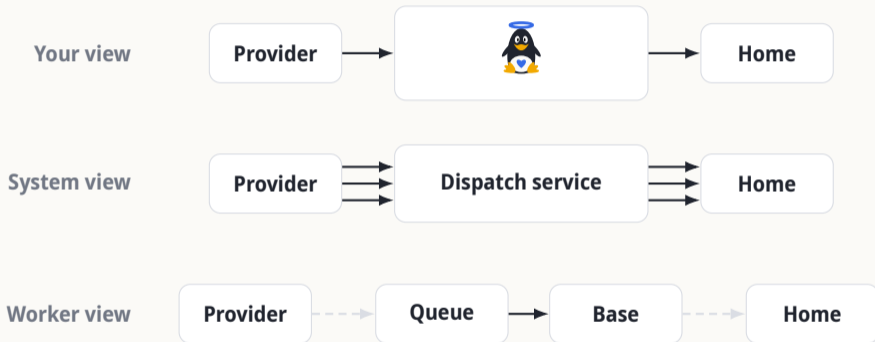 Your view
Provider
Home
System view
Provider
Dispatch service
Home
Worker view
Provider
Queue
Base
Home